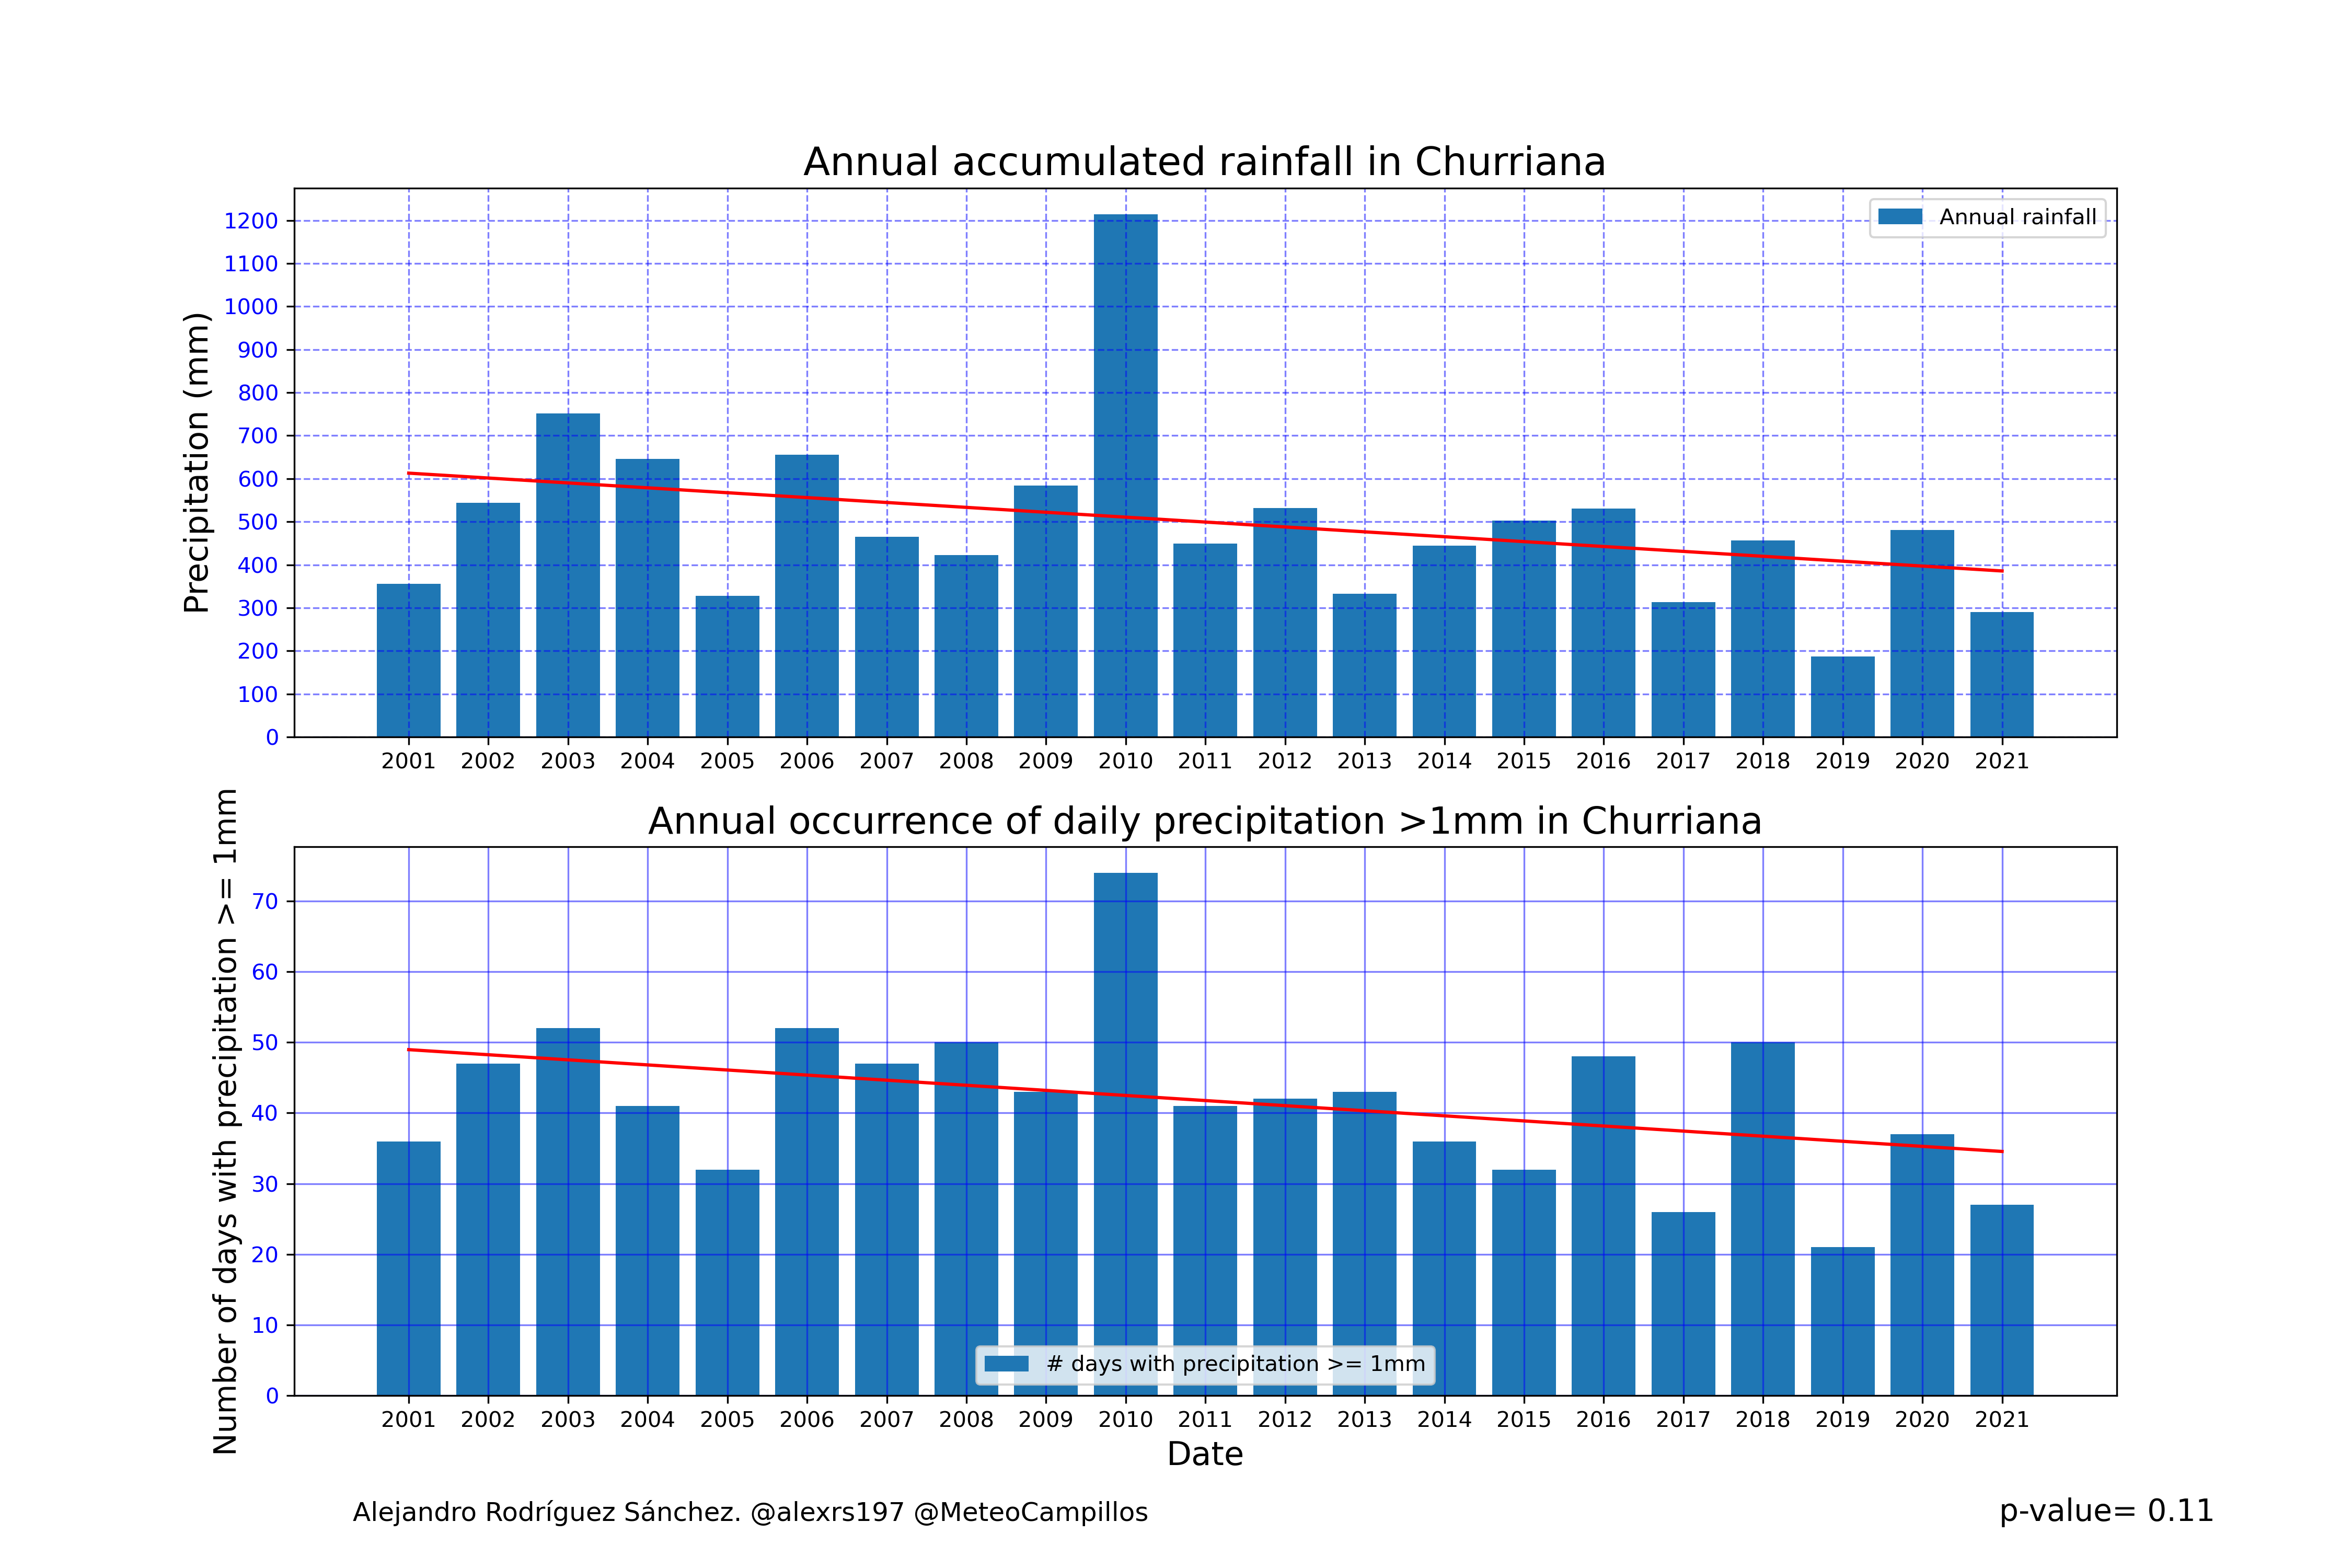 Annual accumulated rainfall in Churriana
Precipitation (mm)
1200
1100
1000
900
800
700
600
500
400
300
200
100
0
Annual rainfall
2001 2002 2003 2004 2005 2006 2007 2008 2009 2010 2011 2012 2013 2014 2015 2016 2017 2018 2019 2020 2021
Annual occurrence of daily precipitation >1mm in Churriana
Number of days with precipitation >= 1mm
70
60
50
40
30
20
10
0
# days with precipitation >= 1mm
2001 2002 2003 2004 2005 2006 2007 2008 2009 2010 2011 2012 2013 2014 2015 2016 2017 2018 2019 2020 2021
Date
Alejandro Rodríguez Sánchez. @alexrs197 @MeteoCampillos
p-value= 0.11